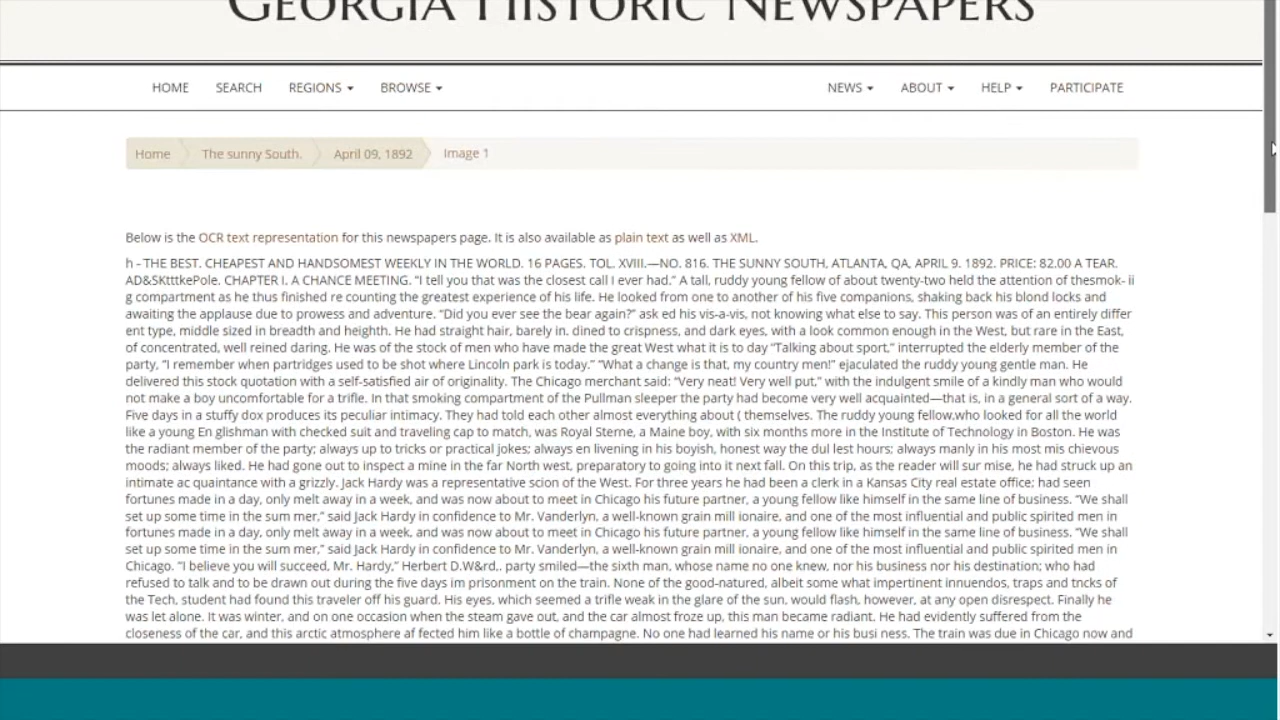 GEORGIA HISTORIC NEWSPAPERS
HOME SEARCH REGIONS BROWSE NEWS ABOUT HELP PARTICIPATE
Home The sunny South. April 09, 1892 Image 1
Below is the OCR text representation for this newspapers page. It is also available as plain text as well as XML.
h - THE BEST. CHEAPEST AND HANDSOMEST WEEKLY IN THE WORLD. 16 PAGES. TOL. XVIII.—NO. 816. THE SUNNY SOUTH, ATLANTA, QA, APRIL 9. 1892. PRICE: 82.00 A TEAR.
AD&SKtttkePole. CHAPTER I. A CHANCE MEETING. “I tell you that was the closest call I ever had.” A tall, ruddy young fellow of about twenty-two held the attention of thesmok- ii
g compartment as he thus finished re counting the greatest experience of his life. He looked from one to another of his five companions, shaking back his blond locks and
awaiting the applause due to prowess and adventure. “Did you ever see the bear again?” ask ed his vis-a-vis, not knowing what else to say. This person was of an entirely differ
ent type, middle sized in breadth and heighth. He had straight hair, barely in. dined to crispness, and dark eyes, with a look common enough in the West, but rare in the East,
of concentrated, well reined daring. He was of the stock of men who have made the great West what it is to day “Talking about sport,” interrupted the elderly member of the
party, “I remember when partridges used to be shot where Lincoln park is today.” “What a change is that, my country men!” ejaculated the ruddy young gentle man. He
delivered this stock quotation with a self-satisfied air of originality. The Chicago merchant said: “Very neat! Very well put,” with the indulgent smile of a kindly man who would
not make a boy uncomfortable for a trifle. In that smoking compartment of the Pullman sleeper the party had become very well acquainted—that is, in a general sort of a way.
Five days in a stuffy dox produces its peculiar intimacy. They had told each other almost everything about ( themselves. The ruddy young fellow.who looked for all the world
like a young En glishman with checked suit and traveling cap to match, was Royal Sterne, a Maine boy, with six months more in the Institute of Technology in Boston. He was
the radiant member of the party; always up to tricks or practical jokes; always en livening in his boyish, honest way the dul lest hours; always manly in his most mis chievous
moods; always liked. He had gone out to inspect a mine in the far North west, preparatory to going into it next fall. On this trip, as the reader will sur mise, he had struck up an
intimate ac quaintance with a grizzly. Jack Hardy was a representative scion of the West. For three years he had been a clerk in a Kansas City real estate office; had seen
fortunes made in a day, only melt away in a week, and was now about to meet in Chicago his future partner, a young fellow like himself in the same line of business. “We shall
set up some time in the sum mer,” said Jack Hardy in confidence to Mr. Vanderlyn, a well-known grain mill ionaire, and one of the most influential and public spirited men in
fortunes made in a day, only melt away in a week, and was now about to meet in Chicago his future partner, a young fellow like himself in the same line of business. “We shall
set up some time in the sum mer,” said Jack Hardy in confidence to Mr. Vanderlyn, a well-known grain mill ionaire, and one of the most influential and public spirited men in
Chicago. “I believe you will succeed, Mr. Hardy,” Herbert D.W&rd,. party smiled—the sixth man, whose name no one knew, nor his business nor his destination; who had
refused to talk and to be drawn out during the five days im prisonment on the train. None of the good-natured, albeit some what impertinent innuendos, traps and tncks of
the Tech, student had found this traveler off his guard. His eyes, which seemed a trifle weak in the glare of the sun, would flash, however, at any open disrespect. Finally he
was let alone. It was winter, and on one occasion when the steam gave out, and the car almost froze up, this man became radiant. He had evidently suffered from the
closeness of the car, and this arctic atmosphere af fected him like a bottle of champagne. No one had learned his name or his busi ness. The train was due in Chicago now and